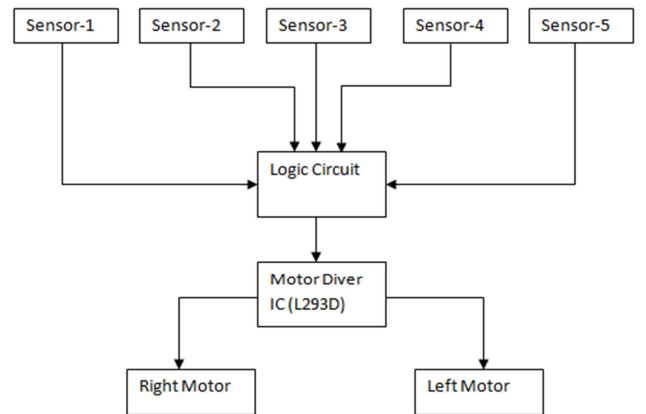 Sensor-1
Sensor-2
Sensor-3
Sensor-4
Sensor-5
Logic Circuit
Motor Diver
IC (L293D)
Right Motor
Left Motor